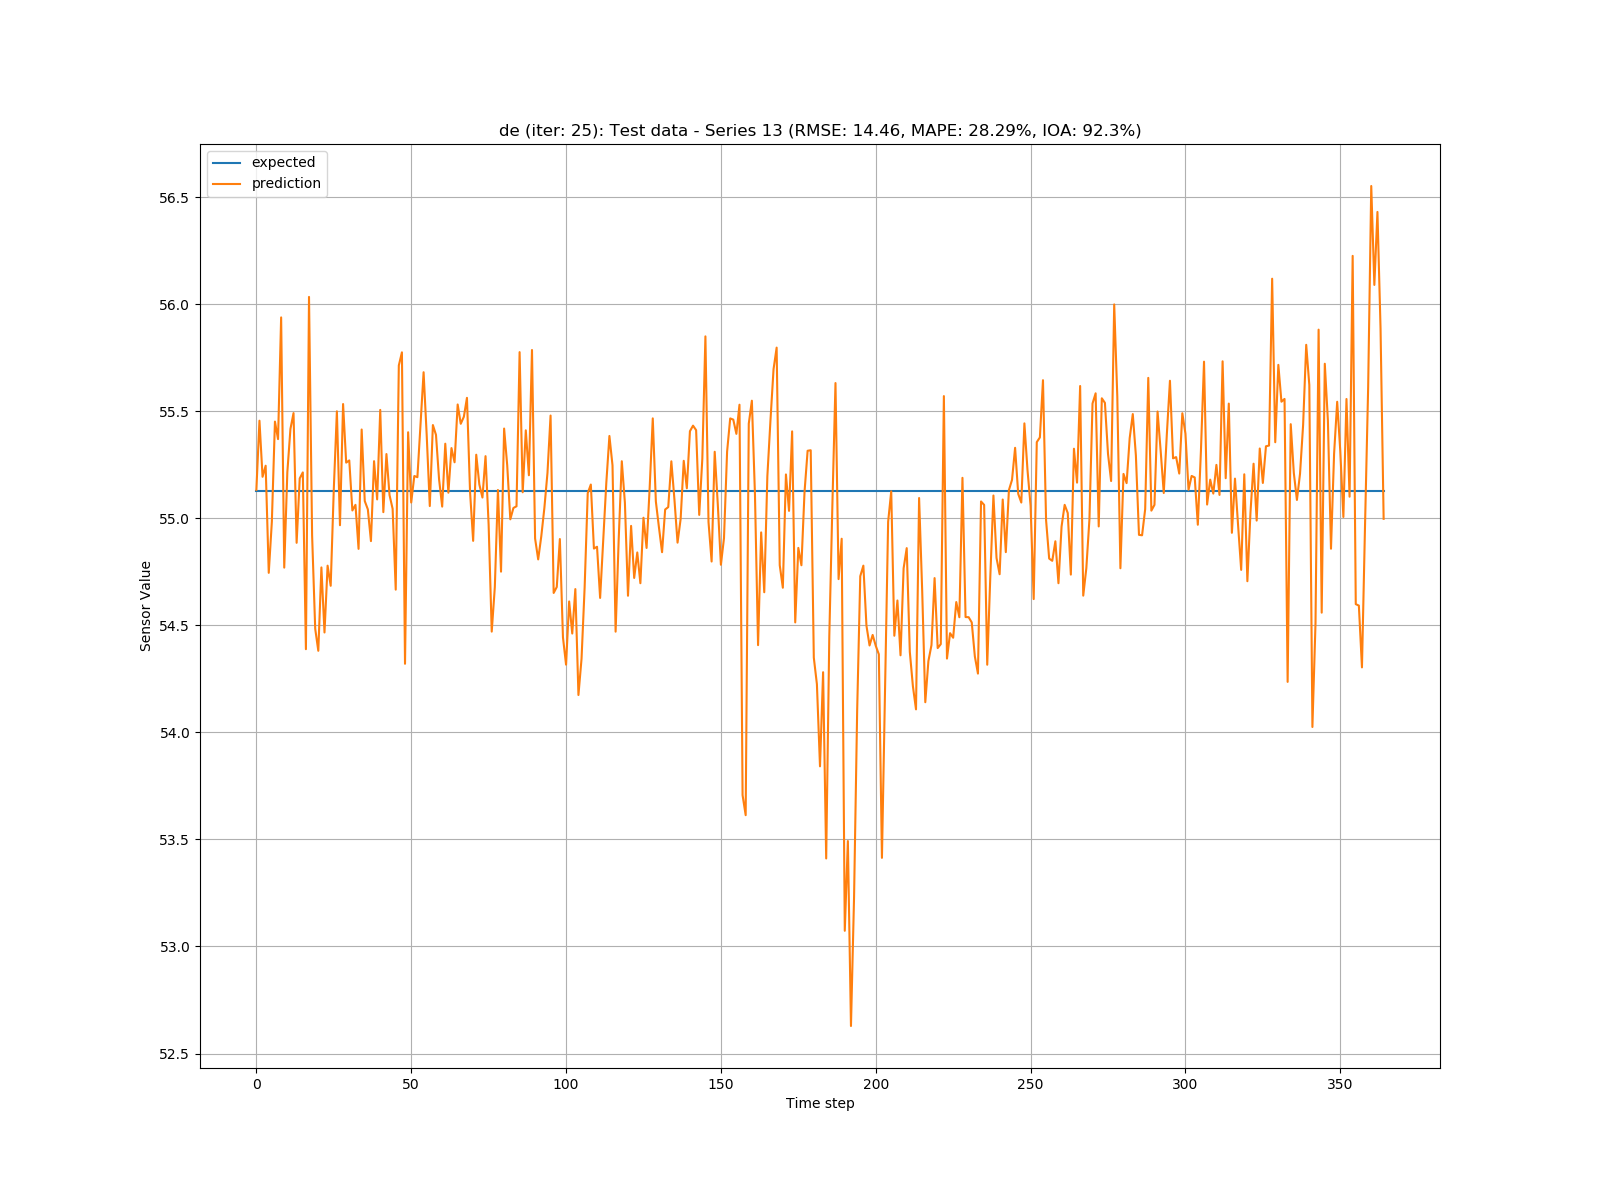 de (iter: 25): Test data - Series 13 (RMSE: 14.46, MAPE: 28.29%, IOA: 92.3%)
expected
prediction
56.5
56.0
55.5
55.0
54.5
54.0
53.5
53.0
52.5
Sensor Value
0 50 100 150 200 250 300 350
Time step